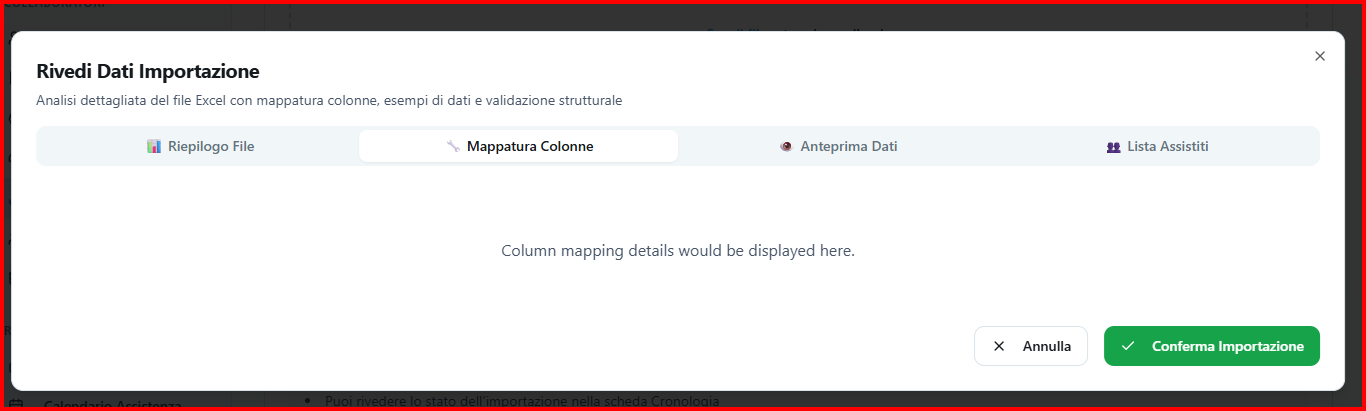 Rivedi Dati Importazione
Analisi dettagliata del file Excel con mappatura colonne, esempi di dati e validazione strutturale
Riepilogo File
Mappatura Colonne
Anteprima Dati
Lista Assistiti
Column mapping details would be displayed here.
Annulla
Conferma Importazione
Calendario Assistenza
Puoi rivedere lo stato dell'importazione nella scheda Cronologia